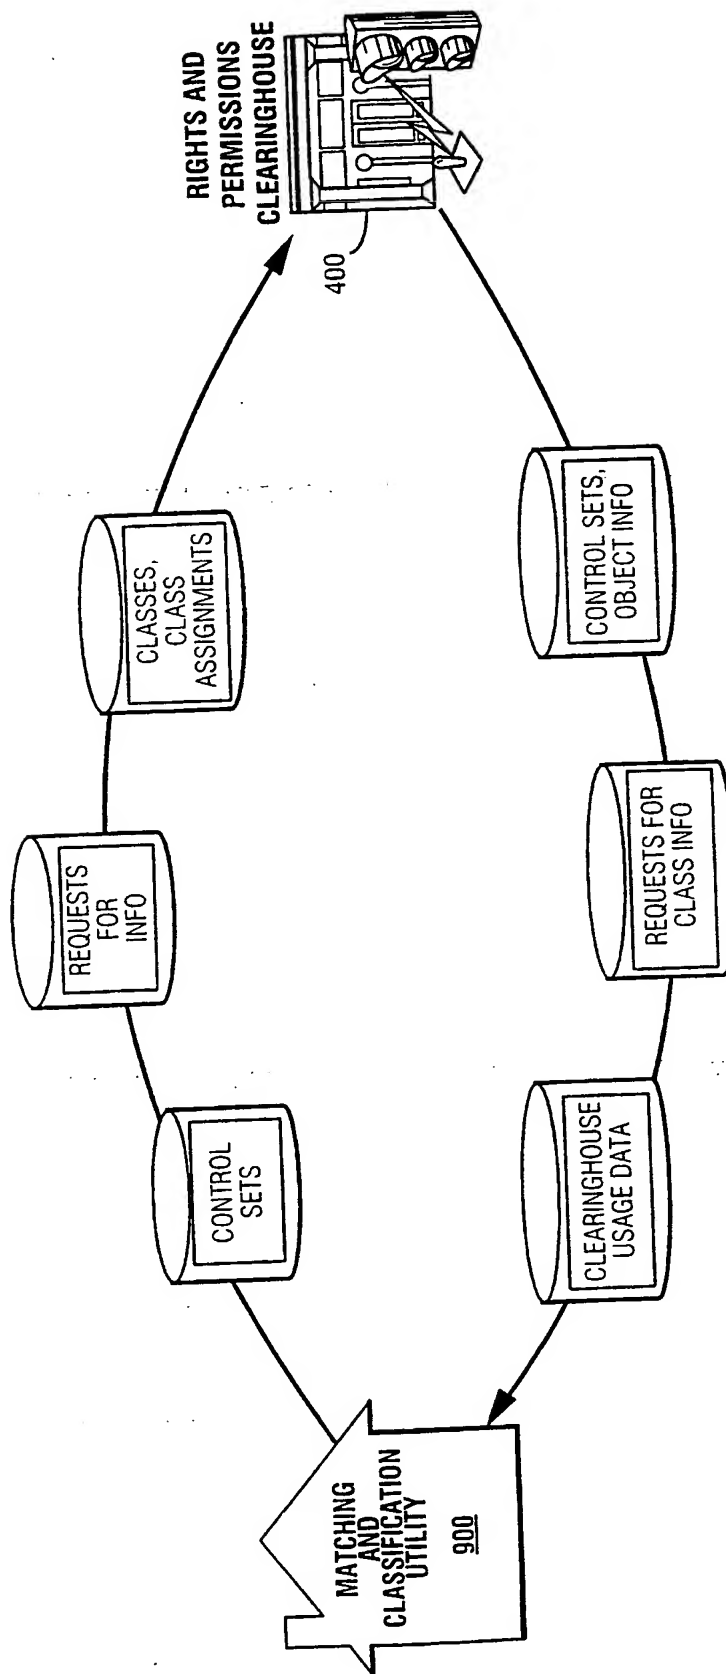 RIGHTS AND
PERMISSIONS
CLEARINGHOUSE
400
CLASSES,
CLASS
ASSIGNMENTS
REQUESTS
FOR
INFO
CONTROL
SETS
MATCHING
AND
CLASSIFICATION
UTILITY
900
CLEARINGHOUSE
USAGE DATA
REQUESTS FOR
CLASS INFO
CONTROL SETS,
OBJECT INFO